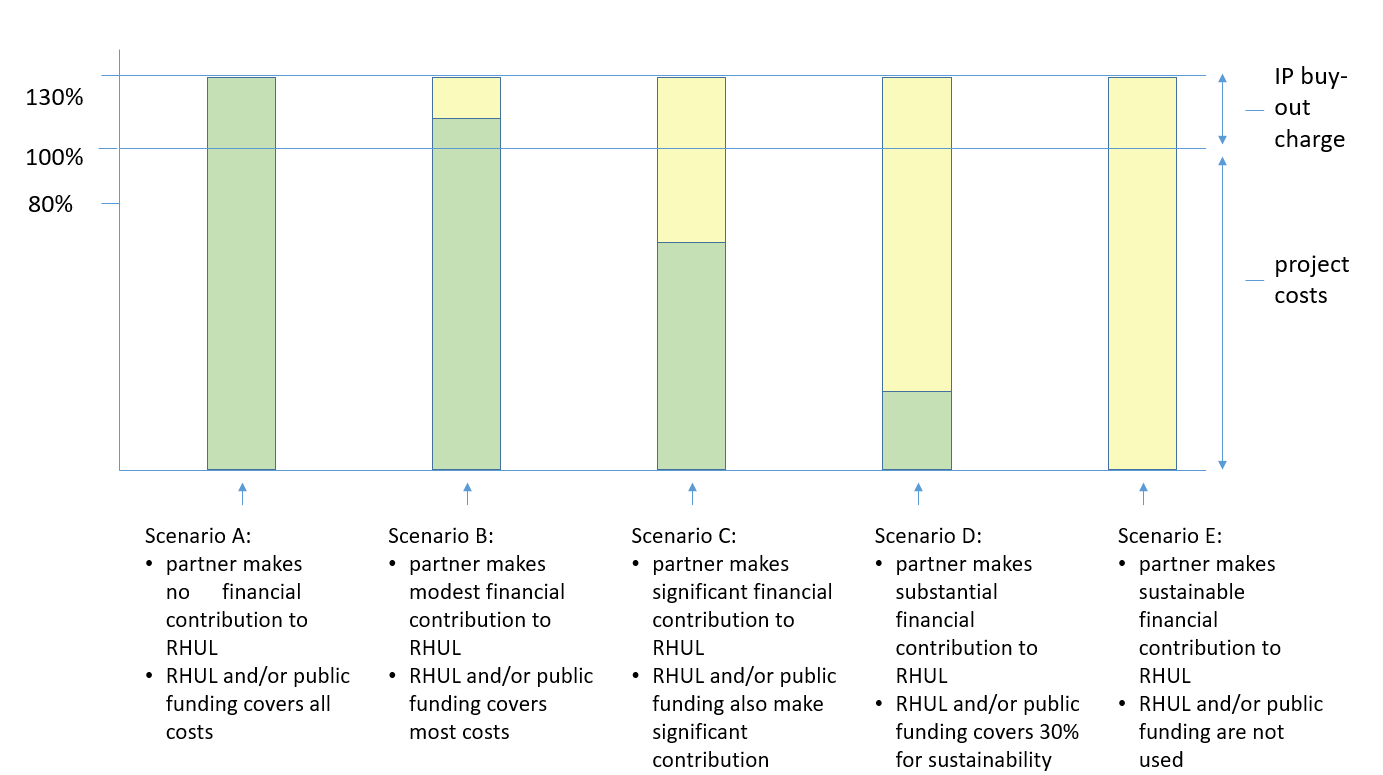 130%
100%
80%
IP buy-
out
charge
project
costs
Scenario A:
• partner makes
no financial
contribution to
RHUL
• RHUL and/or public
funding covers all
costs
Scenario B:
• partner makes
modest financial
contribution to
RHUL
• RHUL and/or public
funding covers
most costs
Scenario C:
• partner makes
significant financial
contribution to
RHUL
• RHUL and/or public
funding also make
significant
contribution
Scenario D:
• partner makes
substantial
financial
contribution to
RHUL
• RHUL and/or public
funding covers 30%
for sustainability
Scenario E:
• partner makes
sustainable
financial
contribution to
RHUL
• RHUL and/or public
funding are not
used